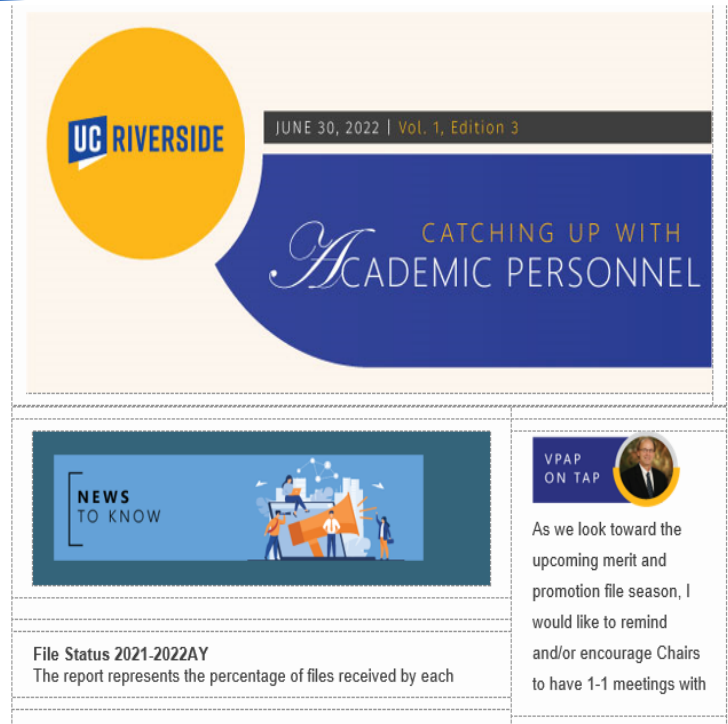 UC RIVERSIDE
JUNE 30, 2022 | Vol. 1, Edition 3
CATCHING UP WITH
ACADEMIC PERSONNEL
NEWS
TO KNOW
File Status 2021-2022AY
The report represents the percentage of files received by each
VPAP
ON TAP
As we look toward the
upcoming merit and
promotion file season, I
would like to remind
and/or encourage Chairs
to have 1-1 meetings with